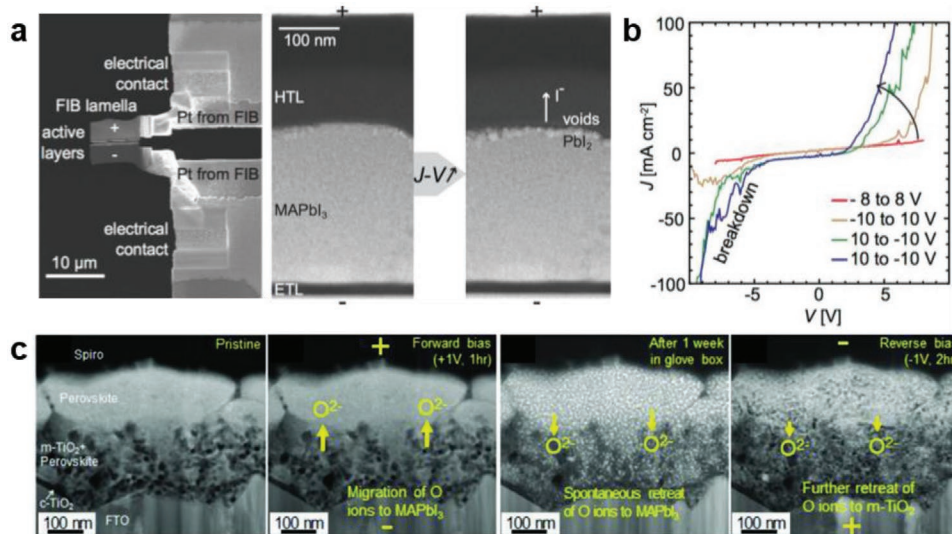 a
electrical
contact
FIB lamella
Pt from FIB
+
active
layers
-
Pt from FIB
electrical
contact
10 µm
+
100 nm
HTL
MAPbI₃
ETL
-
J-V↗
+
I⁻
voids
PbI₂
-
b
J [mA cm⁻²]
100
50
0
-50
-100
breakdown
- 8 to 8 V
-10 to 10 V
10 to -10 V
10 to -10 V
-5 0 5
V [V]
c
Pristine
Spiro
Perovskite
m-TiO₂+
Perovskite
c-TiO₂
FTO
100 nm
+
Forward bias
(+1V, 1hr)
O²⁻ O²⁻
Migration of O
ions to MAPbI₃
-
100 nm
After 1 week
in glove box
O²⁻ O²⁻
Spontaneous retreat
of O ions to MAPbI₃
100 nm
-
Reverse bia
(-1V, 2hr)
O²⁻ O²⁻
Further retreat of
O ions to m-TiO₂
+
100 nm